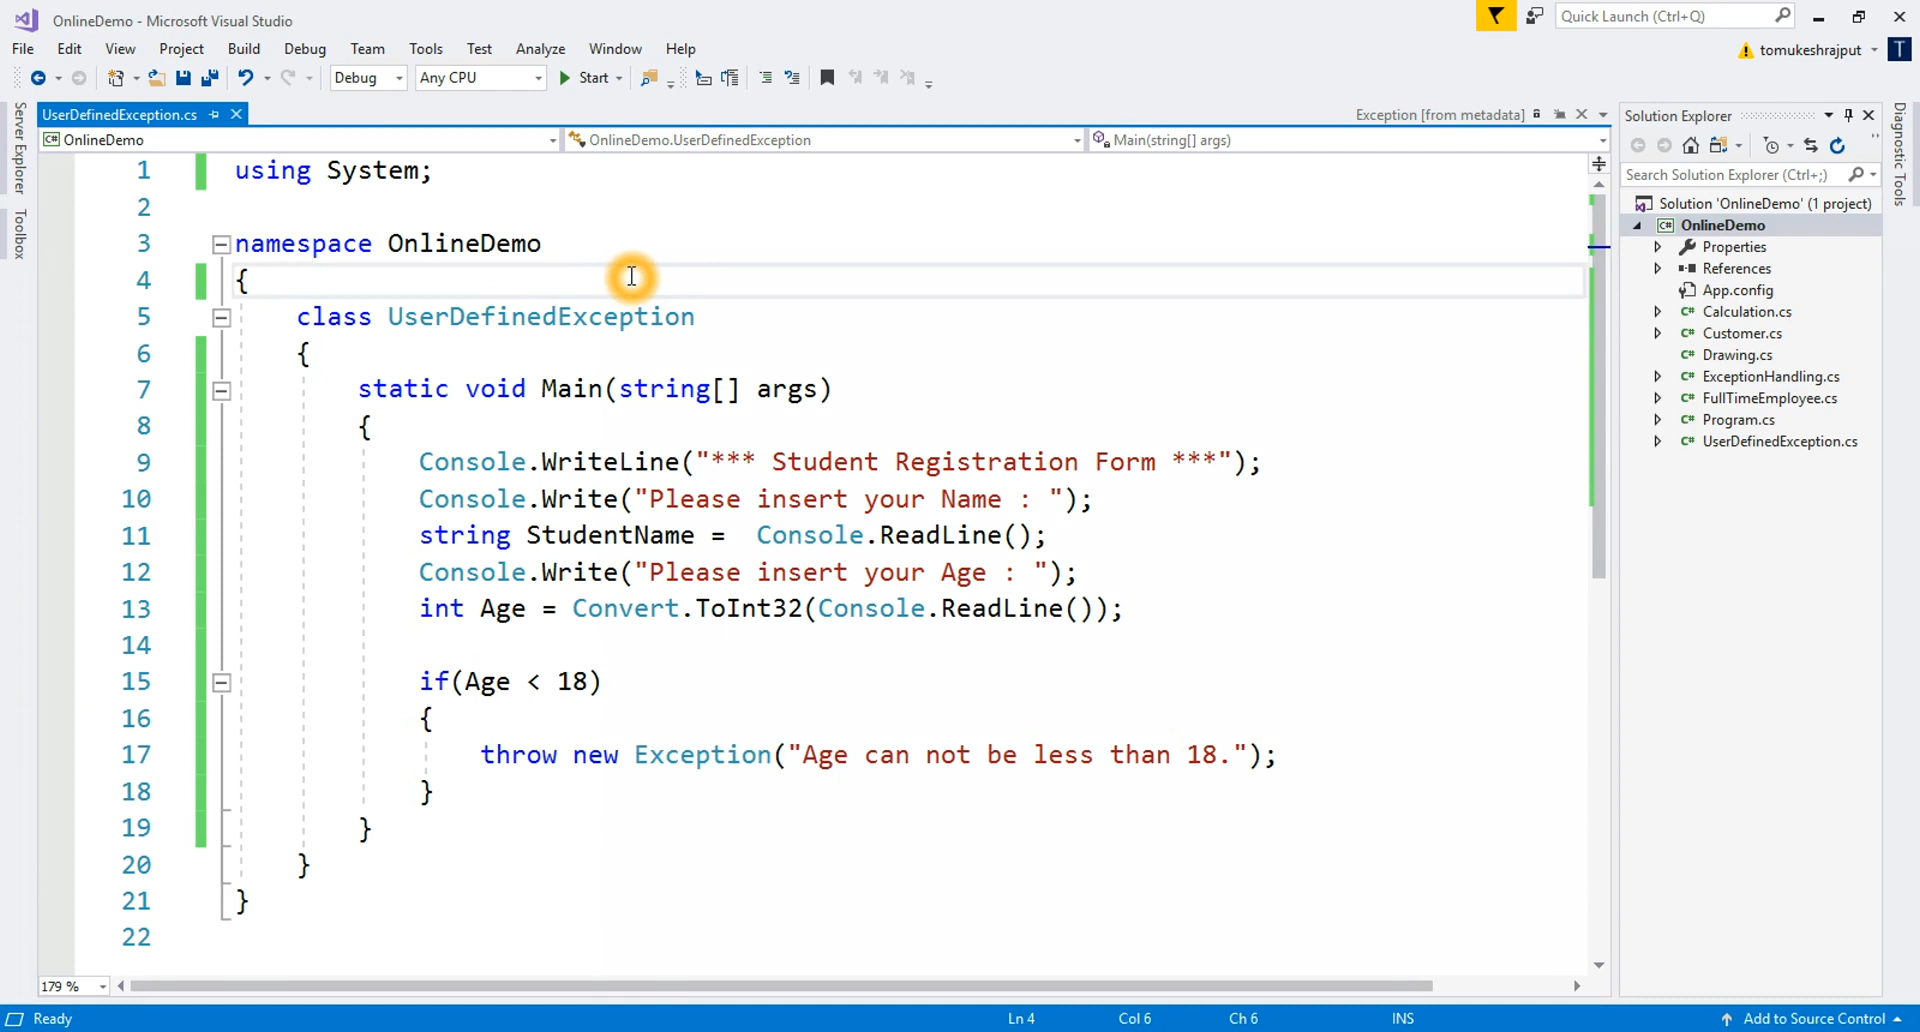 OnlineDemo - Microsoft Visual Studio
Quick Launch (Ctrl+Q)
File Edit View Project Build Debug Team Tools Test Analyze Window Help
tomukeshrajput T
Debug Any CPU Start
Server Explorer
Toolbox
UserDefinedException.cs
Exception [from metadata]
C# OnlineDemo OnlineDemo.UserDefinedException Main(string[] args)
1 using System;
2
3 namespace OnlineDemo
4 {
5 class UserDefinedException
6 {
7 static void Main(string[] args)
8 {
9 Console.WriteLine("*** Student Registration Form ***");
10 Console.Write("Please insert your Name : ");
11 string StudentName =  Console.ReadLine();
12 Console.Write("Please insert your Age : ");
13 int Age = Convert.ToInt32(Console.ReadLine());
14
15 if(Age < 18)
16 {
17 throw new Exception("Age can not be less than 18.");
18 }
19 }
20 }
21 }
22
179 %
Solution Explorer
Search Solution Explorer (Ctrl+;)
Solution 'OnlineDemo' (1 project)
C# OnlineDemo
Properties
References
App.config
C# Calculation.cs
C# Customer.cs
C# Drawing.cs
C# ExceptionHandling.cs
C# FullTimeEmployee.cs
C# Program.cs
C# UserDefinedException.cs
Diagnostic Tools
Ready Ln 4 Col 6 Ch 6 INS Add to Source Control